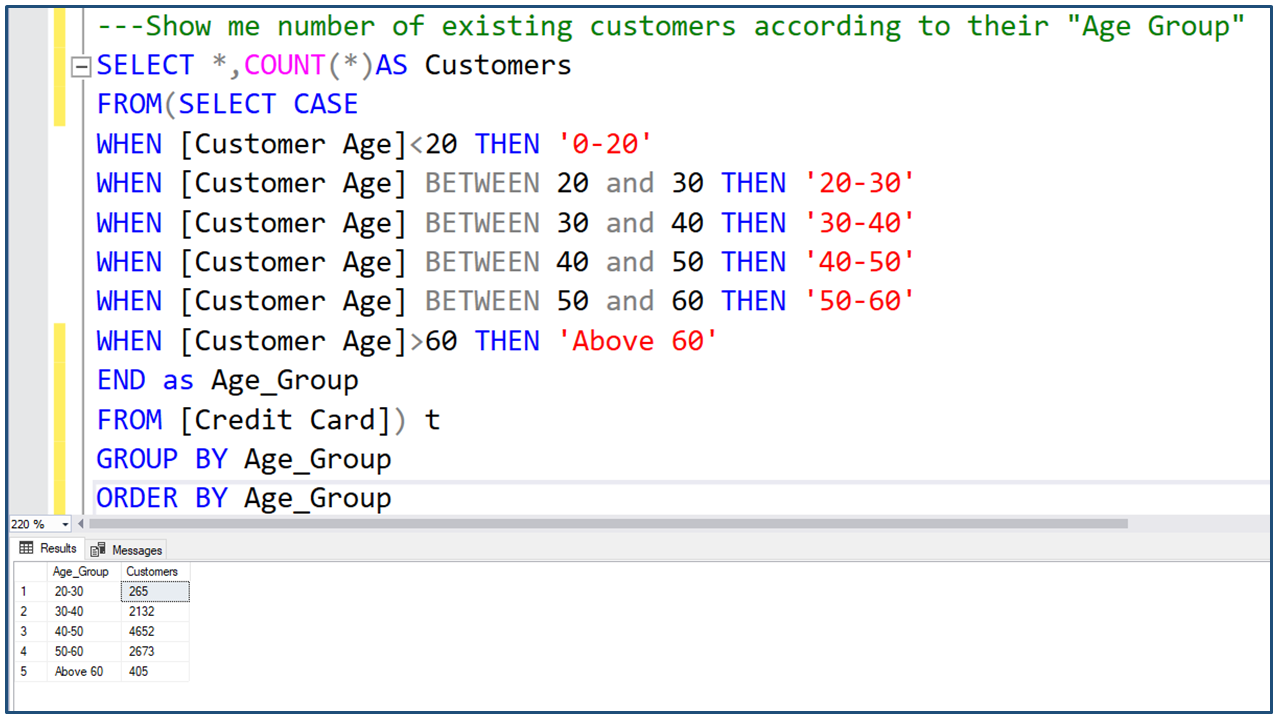 ---Show me number of existing customers according to their "Age Group"
SELECT *,COUNT(*)AS Customers
FROM(SELECT CASE
WHEN [Customer Age]<20 THEN '0-20'
WHEN [Customer Age] BETWEEN 20 and 30 THEN '20-30'
WHEN [Customer Age] BETWEEN 30 and 40 THEN '30-40'
WHEN [Customer Age] BETWEEN 40 and 50 THEN '40-50'
WHEN [Customer Age] BETWEEN 50 and 60 THEN '50-60'
WHEN [Customer Age]>60 THEN 'Above 60'
END as Age_Group
FROM [Credit Card]) t
GROUP BY Age_Group
ORDER BY Age_Group
220 %
Results Messages
Age_Group Customers
1 20-30 265
2 30-40 2132
3 40-50 4652
4 50-60 2673
5 Above 60 405